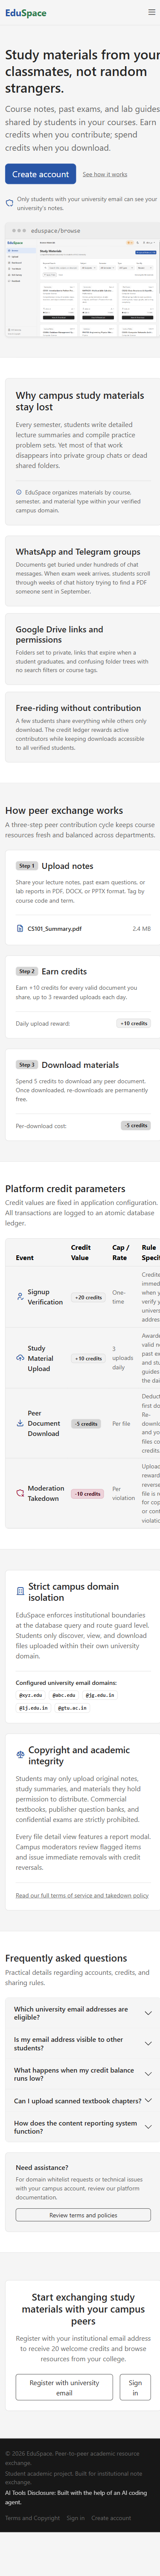 EduSpace
Study materials from your
classmates, not random
strangers.
Course notes, past exams, and lab guides
shared by students in your courses. Earn
credits when you contribute; spend
credits when you download.
Create account
See how it works
Only students with your university email can see your
university's notes.
eduspace/browse
EduSpace
Study Materials
Why campus study materials
stay lost
Every semester, students write detailed
lecture summaries and compile practice
problem sets. Yet most of that work
disappears into private group chats or dead
shared folders.
EduSpace organizes materials by course,
semester, and material type within your verified
campus domain.
WhatsApp and Telegram groups
Documents get buried under hundreds of chat
messages. When exam week arrives, students scroll
through weeks of chat history trying to find a PDF
someone sent in September.
Google Drive links and
permissions
Folders set to private, links that expire when a
student graduates, and confusing folder trees with
no search filters or course tags.
Free-riding without contribution
A few students share everything while others only
download. The credit ledger rewards active
contributors while keeping downloads accessible
to all verified students.
How peer exchange works
A three-step peer contribution cycle keeps course
resources fresh and balanced across departments.
Step 1 Upload notes
Share your lecture notes, past exam questions, or
lab reports in PDF, DOCX, or PPTX format. Tag by
course code and term.
CS101_Summary.pdf 2.4 MB
Step 2 Earn credits
Earn +10 credits for every valid document you
share, up to 3 rewarded uploads each day.
Daily upload reward: +10 credits
Step 3 Download materials
Spend 5 credits to download any peer document.
Once downloaded, re-downloads are permanently
free.
Per-download cost: -5 credits
Platform credit parameters
Credit values are fixed in application configuration.
All transactions are logged to an atomic database
ledger.
Event Credit Value Cap / Rate Rule
Signup Verification +20 credits One-time
Study Material Upload +10 credits 3 uploads daily
Peer Document Download -5 credits Per file
Moderation Takedown -10 credits Per violation
Strict campus domain
isolation
EduSpace enforces institutional boundaries
at the database query and route guard level.
Students only discover, view, and download
files uploaded within their own university
domain.
Configured university email domains:
@xyz.edu @abc.edu @jg.edu.in
@lj.edu.in @gtu.ac.in
Copyright and academic
integrity
Students may only upload original notes,
study summaries, and materials they hold
permission to distribute. Commercial
textbooks, publisher question banks, and
confidential exams are strictly prohibited.
Every file detail view features a report modal.
Campus moderators review flagged items
and issue immediate removals with credit
reversals.
Read our full terms of service and takedown policy
Frequently asked questions
Practical details regarding accounts, credits, and
sharing rules.
Which university email addresses are
eligible?
Is my email address visible to other
students?
What happens when my credit balance
runs low?
Can I upload scanned textbook chapters?
How does the content reporting system
function?
Need assistance?
For domain whitelist requests or technical issues
with your campus account, review our platform
documentation.
Review terms and policies
Start exchanging study
materials with your campus
peers
Register with your institutional email address
to receive 20 welcome credits and browse
resources from your college.
Register with university
email
Sign
in
© 2026 EduSpace. Peer-to-peer academic resource
exchange.
Student academic project. Built for institutional note
exchange.
AI Tools Disclosure: Built with the help of an AI coding
agent.
Terms and Copyright Sign in Create account